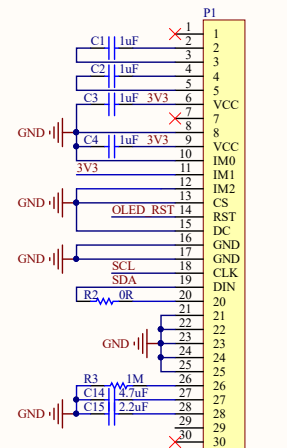 P1
1 1
C1 1uF 2 2
3 3
C2 1uF 4 4
5 5
C3 1uF 3V3 6 VCC
7 7
GND 8 8
C4 1uF 3V3 9 VCC
10 IM0
3V3 11 IM1
12 IM2
GND 13 CS
OLED_RST 14 RST
15 DC
16 GND
GND 17 GND
SCL 18 CLK
SDA 19 DIN
R2 0R 20 20
21 21
22 22
GND 23 23
24 24
25 25
R3 1M 26 26
C14 4.7uF 27 27
GND C15 2.2uF 28 28
29 29
30 30